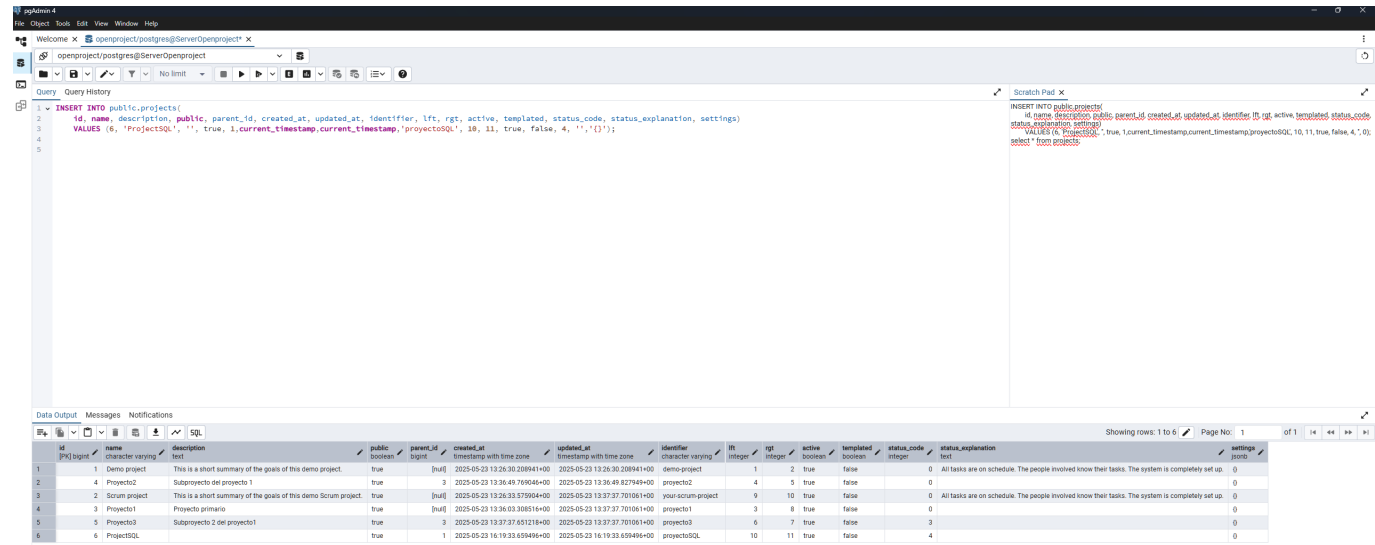 pgAdmin 4
File Object Tools Edit View Window Help
Welcome openproject/postgres@ServerOpenproject*
openproject/postgres@ServerOpenproject
No limit
Query Query History
1 INSERT INTO public.projects(
2 id, name, description, public, parent_id, created_at, updated_at, identifier, lft, rgt, active, templated, status_code, status_explanation, settings)
3 VALUES (6, 'ProjectSQL', '', true, 1,current_timestamp,current_timestamp,'proyectoSQL', 10, 11, true, false, 4, '','{}');
4
5
Scratch Pad
INSERT INTO public.projects(
id, name, description, public, parent_id, created_at, updated_at, identifier, lft, rgt, active, templated, status_code,
status_explanation, settings)
VALUES (6, 'ProjectSQL', '', true, 1,current_timestamp,current_timestamp,'proyectoSQL', 10, 11, true, false, 4, '', 0);
select * from projects;
Data Output Messages Notifications
SQL Showing rows: 1 to 6 Page No: 1 of 1
id name description public parent_id created_at updated_at identifier lft rgt active templated status_code status_explanation settings
[PK] bigint character varying text boolean bigint timestamp with time zone timestamp with time zone character varying integer integer boolean boolean integer text jsonb
1 1 Demo project This is a short summary of the goals of this demo project. true [null] 2025-05-23 13:26:30.208941+00 2025-05-23 13:26:30.208941+00 demo-project 1 2 true false 0 All tasks are on schedule. The people involved know their tasks. The system is completely set up. {}
2 4 Proyecto2 Subproyecto del proyecto 1 true 3 2025-05-23 13:36:49.769046+00 2025-05-23 13:36:49.827949+00 proyecto2 4 5 true false 0 {}
3 2 Scrum project This is a short summary of the goals of this demo Scrum project. true [null] 2025-05-23 13:26:33.575904+00 2025-05-23 13:37:37.701061+00 your-scrum-project 9 10 true false 0 All tasks are on schedule. The people involved know their tasks. The system is completely set up. {}
4 3 Proyecto1 Proyecto primario true [null] 2025-05-23 13:36:03.308516+00 2025-05-23 13:37:37.701061+00 proyecto1 3 8 true false 0 {}
5 5 Proyecto3 Subproyecto 2 del proyecto1 true 3 2025-05-23 13:37:37.651218+00 2025-05-23 13:37:37.701061+00 proyecto3 6 7 true false 3 {}
6 6 ProjectSQL true 1 2025-05-23 16:19:33.659496+00 2025-05-23 16:19:33.659496+00 proyectoSQL 10 11 true false 4 {}